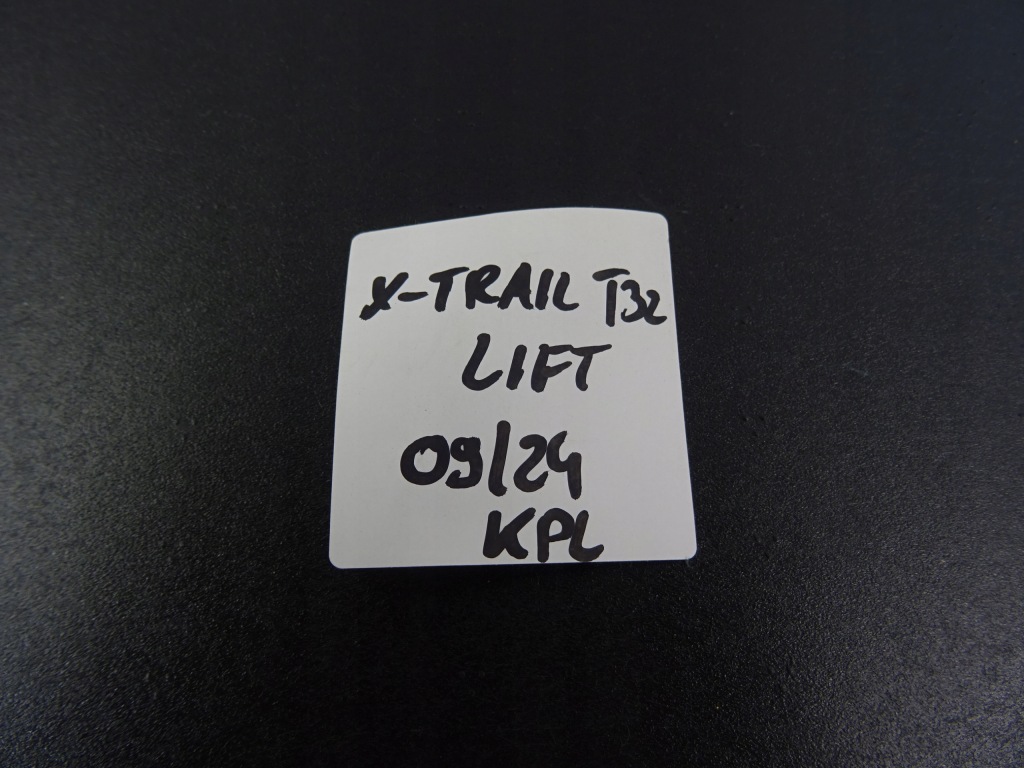 X-TRAIL T32
LIFT
09/24
KPL